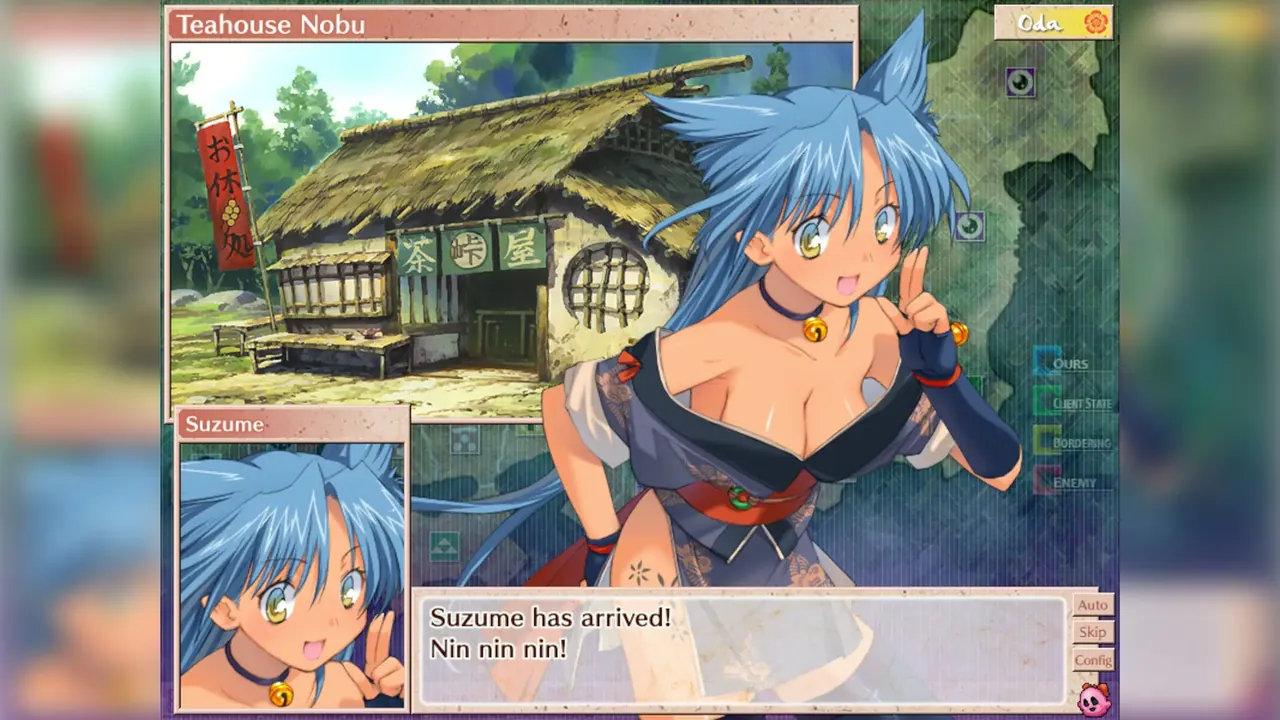 Teahouse Nobu
Oda
お休処
茶峠屋
OURS
CLIENT STATE
BORDERING
ENEMY
Suzume
Suzume has arrived!
Nin nin nin!
Auto
Skip
Config